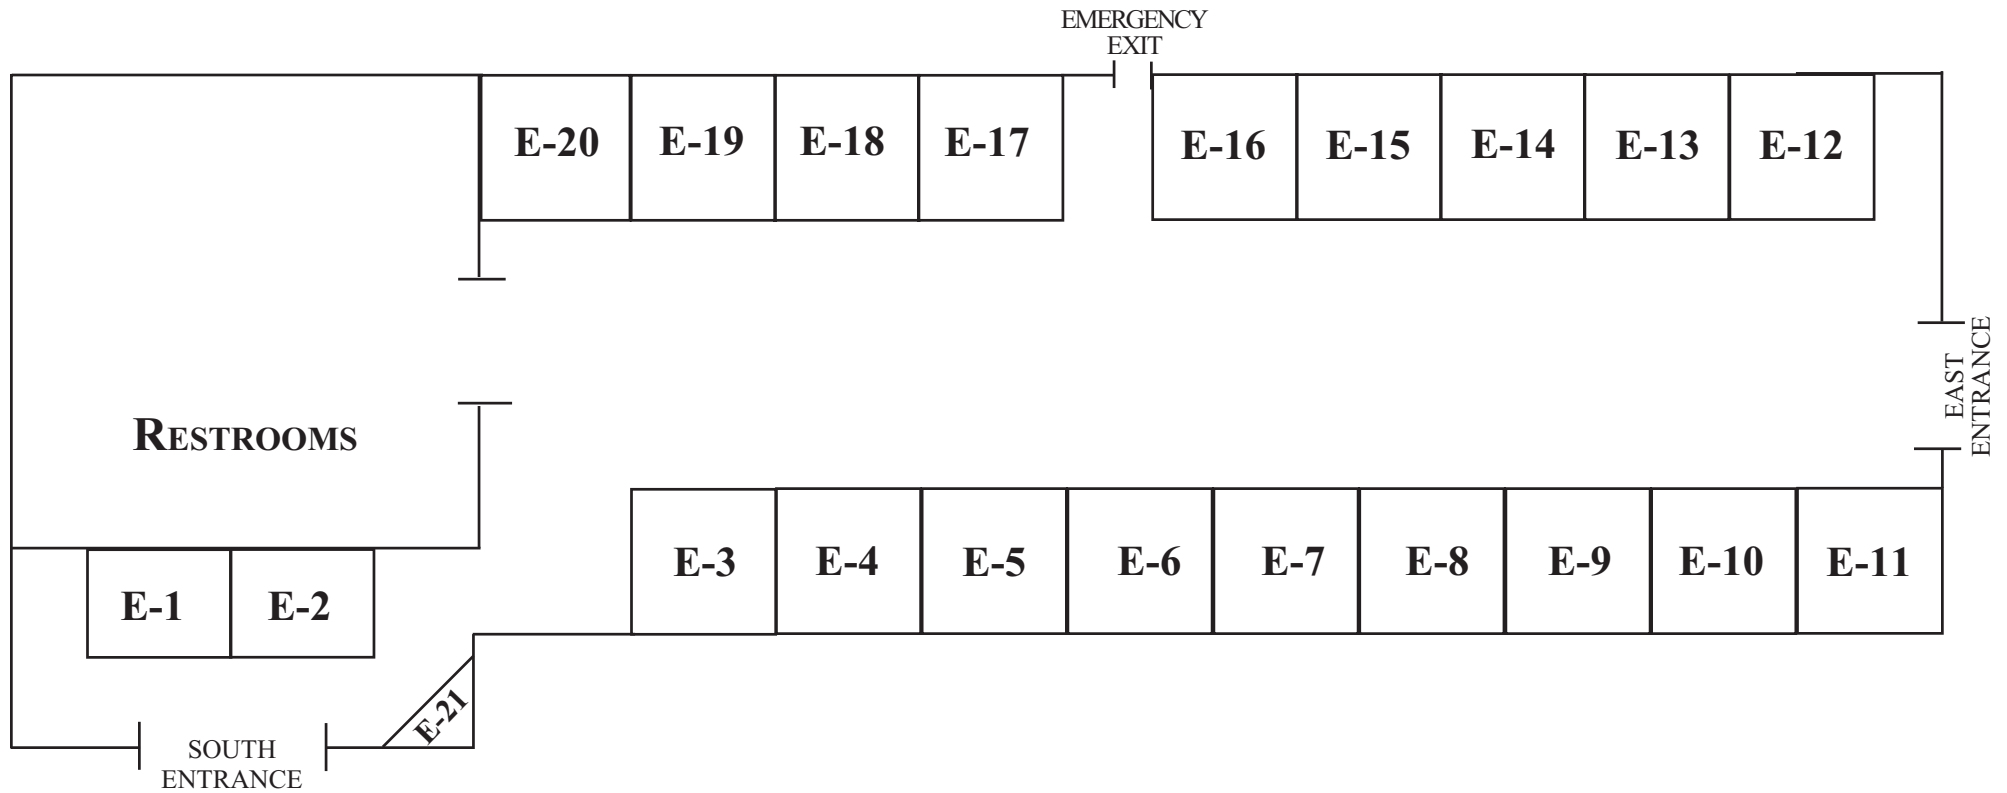 EMERGENCY
EXIT
E-20 E-19 E-18 E-17 E-16 E-15 E-14 E-13 E-12
EAST
ENTRANCE
RESTROOMS
E-3 E-4 E-5 E-6 E-7 E-8 E-9 E-10 E-11
E-1 E-2
E-21
SOUTH
ENTRANCE